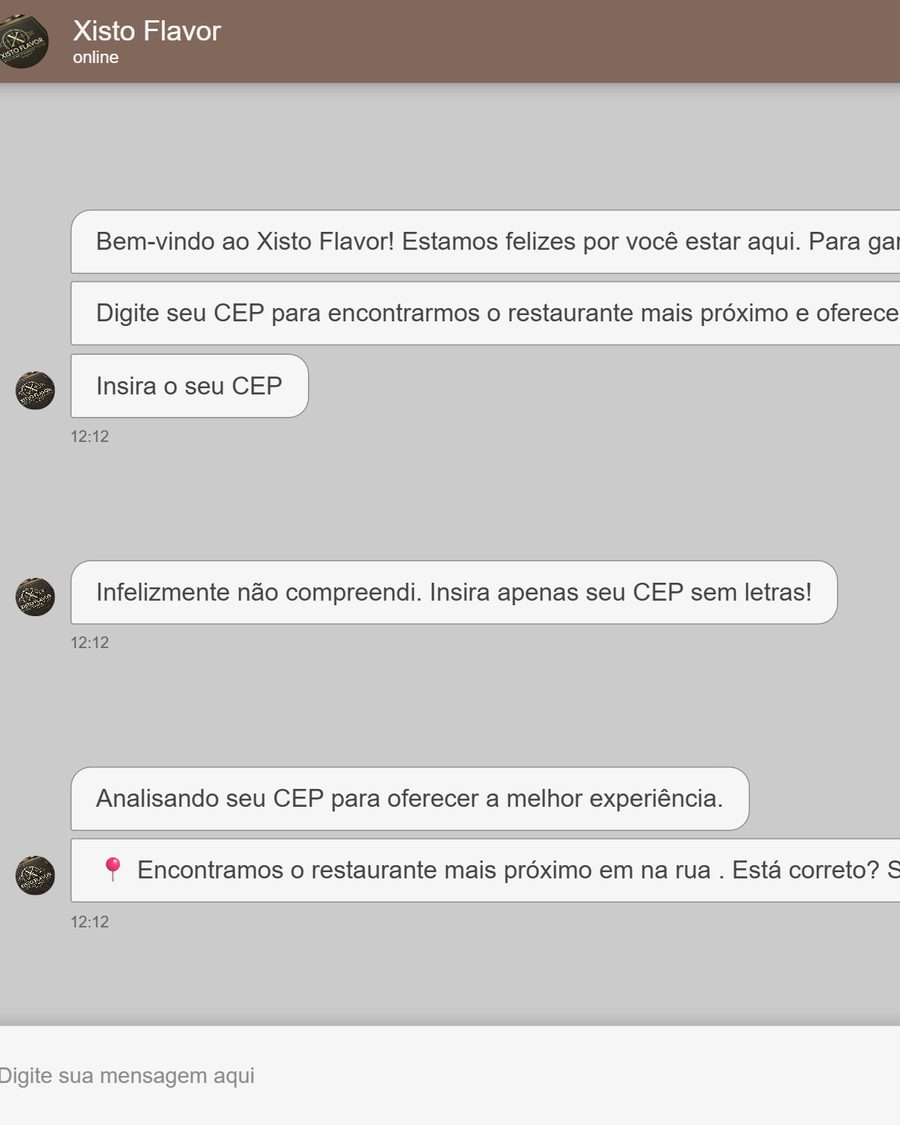 Xisto Flavor
online
XISTO FLAVOR
Bem-vindo ao Xisto Flavor! Estamos felizes por você estar aqui. Para gar
Digite seu CEP para encontrarmos o restaurante mais próximo e oferece
Insira o seu CEP
12:12
Infelizmente não compreendi. Insira apenas seu CEP sem letras!
12:12
Analisando seu CEP para oferecer a melhor experiência.
📍 Encontramos o restaurante mais próximo em na rua . Está correto? S
12:12
Digite sua mensagem aqui